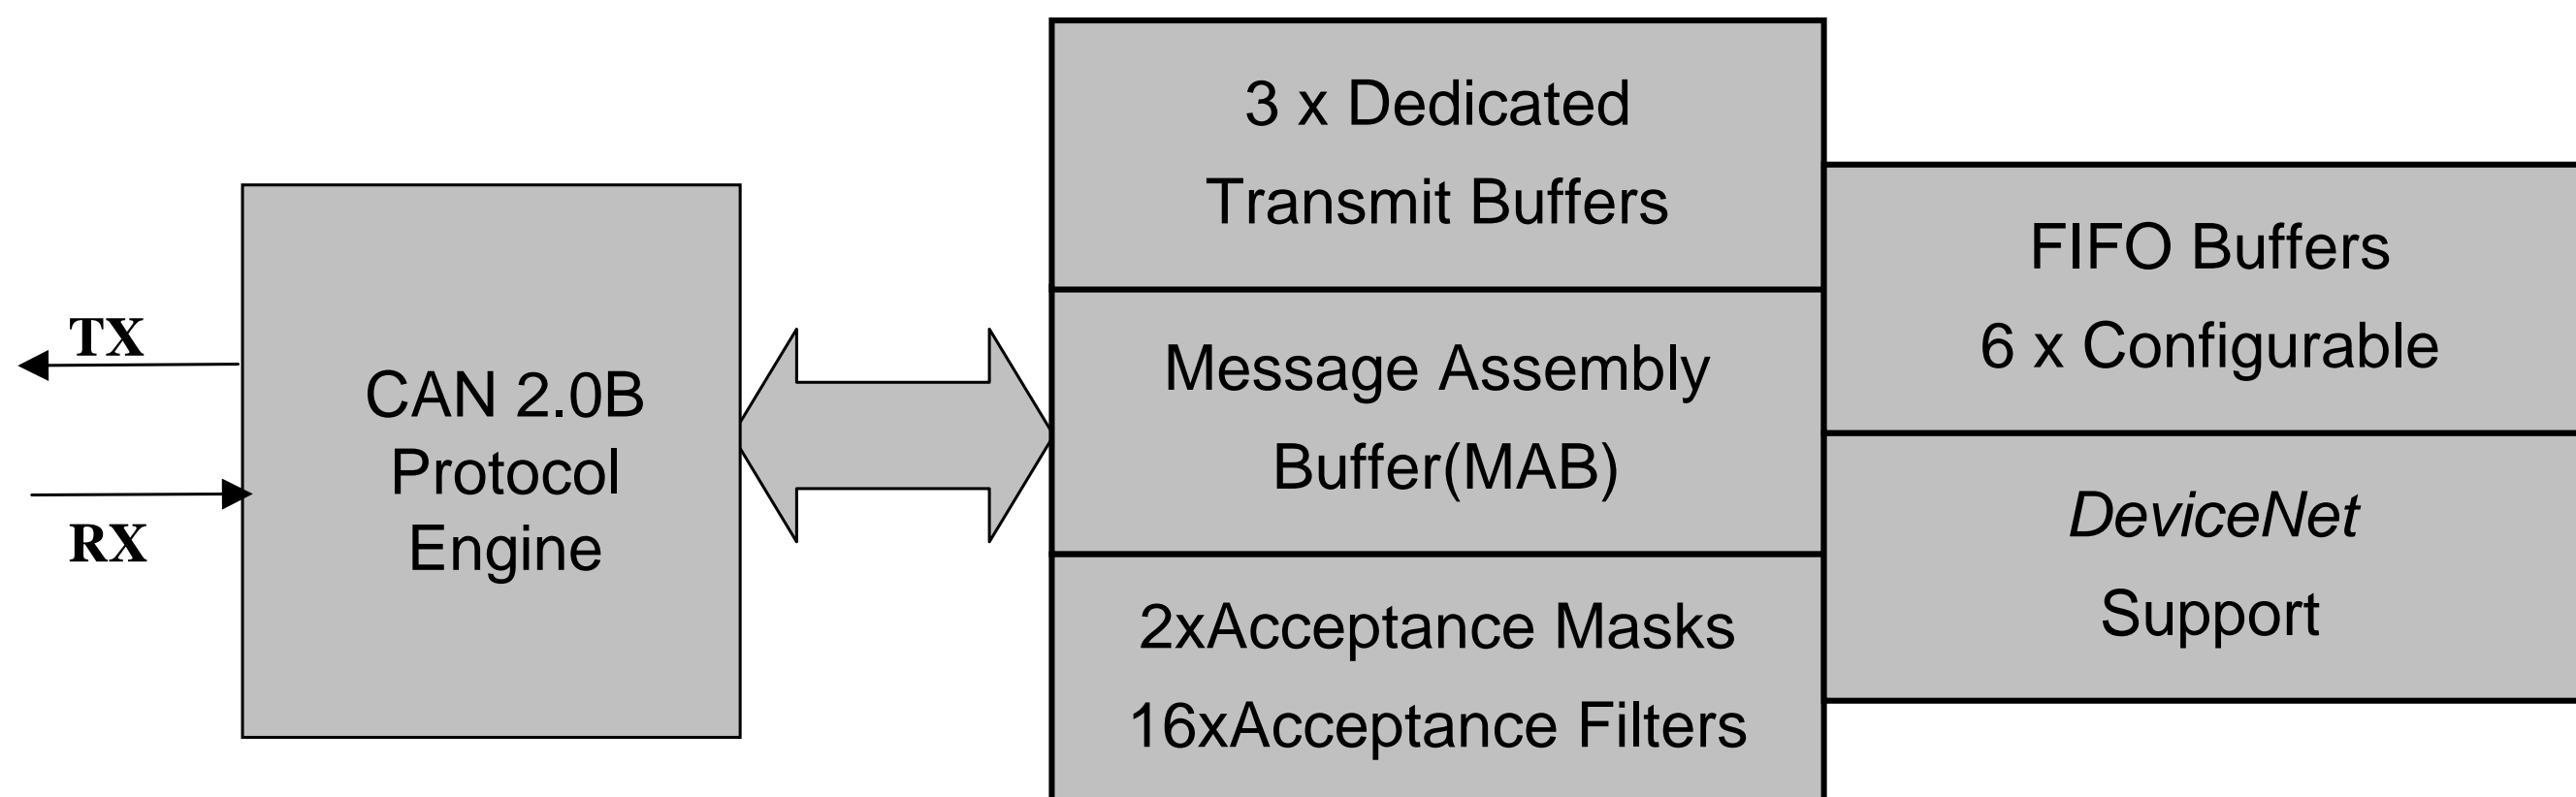 TX
RX
CAN 2.0B
Protocol
Engine
3 x Dedicated
Transmit Buffers
Message Assembly
Buffer(MAB)
2xAcceptance Masks
16xAcceptance Filters
FIFO Buffers
6 x Configurable
DeviceNet
Support